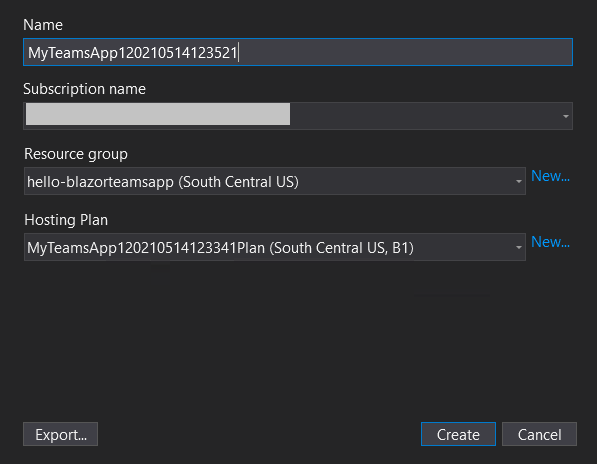 Name
MyTeamsApp120210514123521
Subscription name
Resource group
hello-blazorteamsapp (South Central US)
New...
Hosting Plan
MyTeamsApp120210514123341Plan (South Central US, B1)
New...
Export...
Create
Cancel